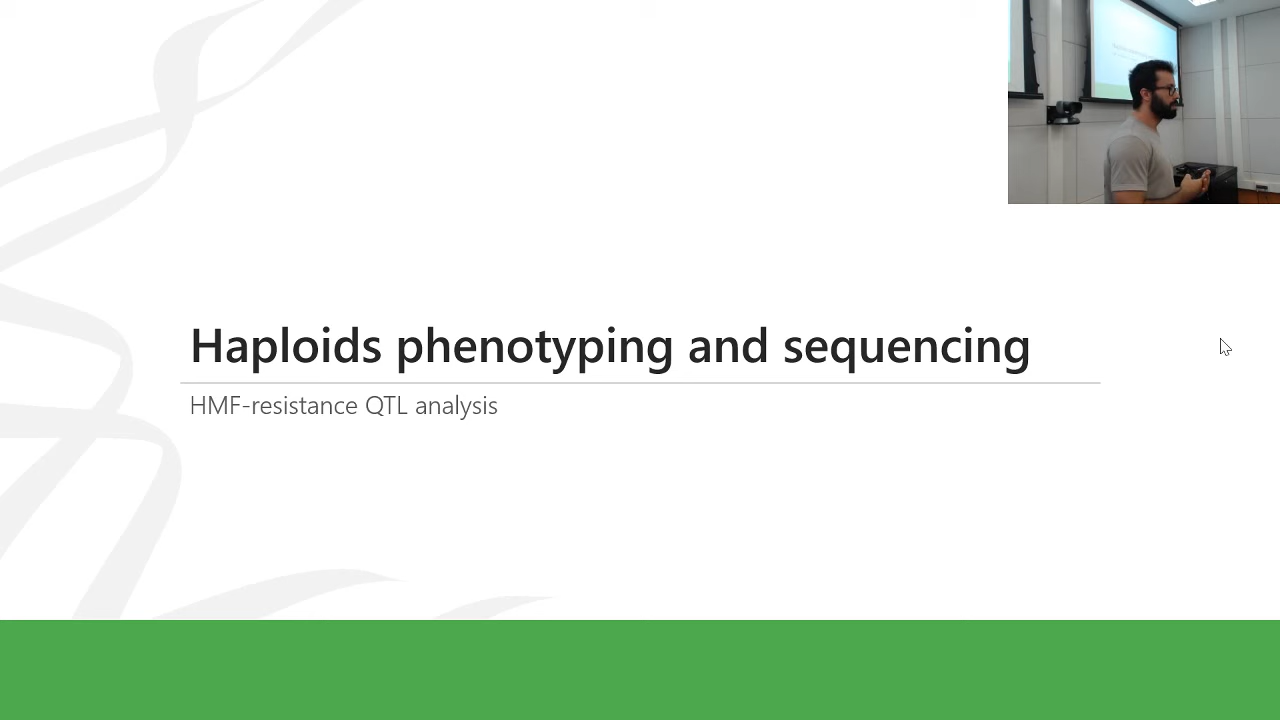 Haploids phenotyping and sequencing
HMF-resistance QTL analysis